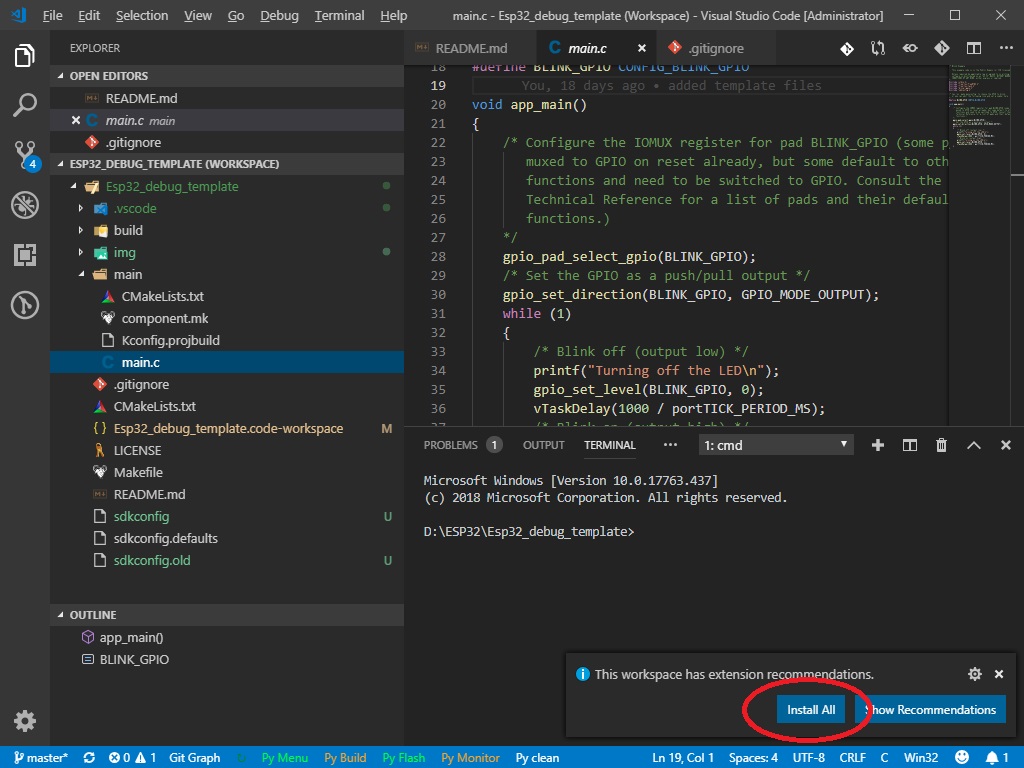 File Edit Selection View Go Debug Terminal Help main.c - Esp32_debug_template (Workspace) - Visual Studio Code [Administrator]
EXPLORER
OPEN EDITORS
README.md
main.c main
.gitignore
4
ESP32_DEBUG_TEMPLATE (WORKSPACE)
Esp32_debug_template
.vscode
build
img
main
CMakeLists.txt
component.mk
Kconfig.projbuild
C main.c
.gitignore
CMakeLists.txt
{ } Esp32_debug_template.code-workspace M
LICENSE
Makefile
README.md
sdkconfig U
sdkconfig.defaults
sdkconfig.old U
OUTLINE
app_main()
BLINK_GPIO
README.md C main.c .gitignore
18 #define BLINK_GPIO CONFIG_BLINK_GPIO
19 You, 18 days ago • added template files
20 void app_main()
21 {
22 /* Configure the IOMUX register for pad BLINK_GPIO (some p
23 muxed to GPIO on reset already, but some default to oth
24 functions and need to be switched to GPIO. Consult the
25 Technical Reference for a list of pads and their defaul
26 functions.)
27 */
28 gpio_pad_select_gpio(BLINK_GPIO);
29 /* Set the GPIO as a push/pull output */
30 gpio_set_direction(BLINK_GPIO, GPIO_MODE_OUTPUT);
31 while (1)
32 {
33 /* Blink off (output low) */
34 printf("Turning off the LED\n");
35 gpio_set_level(BLINK_GPIO, 0);
36 vTaskDelay(1000 / portTICK_PERIOD_MS);
37 /* Blink on (output high) */
PROBLEMS 1 OUTPUT TERMINAL ••• 1: cmd
Microsoft Windows [Version 10.0.17763.437]
(c) 2018 Microsoft Corporation. All rights reserved.
D:\ESP32\Esp32_debug_template>
This workspace has extension recommendations.
Install All Show Recommendations
master* 0 1 Git Graph Py Menu Py Build Py Flash Py Monitor Py clean Ln 19, Col 1 Spaces: 4 UTF-8 CRLF C Win32 1